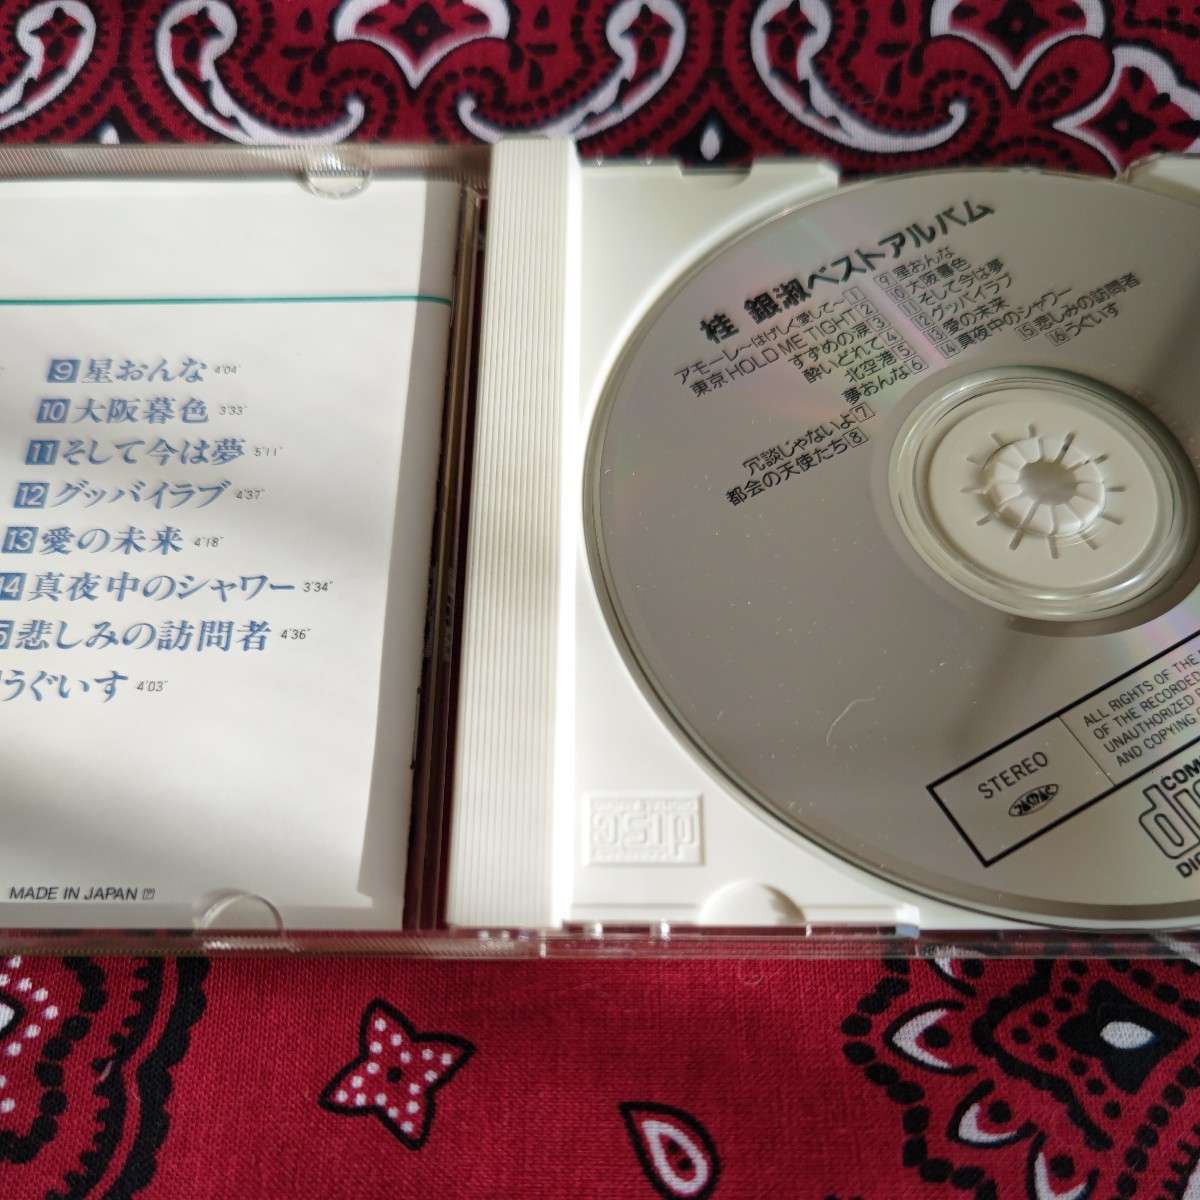 9 星おんな 4'04"
10 大阪暮色 3'33"
11 そして今は夢 5'11"
12 グッバイラブ 4'37"
13 愛の未来 4'18"
14 真夜中のシャワー 3'34"
5 悲しみの訪問者 4'36"
うぐいす 4'03"
MADE IN JAPAN
桂 銀淑ベストアルバム
アモーレ〜はげしく愛して〜 1
東京 HOLD ME TIGHT 2
すずめの涙 3
酔いどれて 4
北空港 5
夢おんな 6
冗談じゃないよ 7
都会の天使たち 8
9 星おんな
10 大阪暮色
11 そして今は夢
12 グッバイラブ
13 愛の未来
14 真夜中のシャワー
15 悲しみの訪問者
16 うぐいす
STEREO
JASRAC
ALL RIGHTS OF THE
OF THE RECORDED
UNAUTHORIZED
AND COPYING
COM
dis
DI
disc